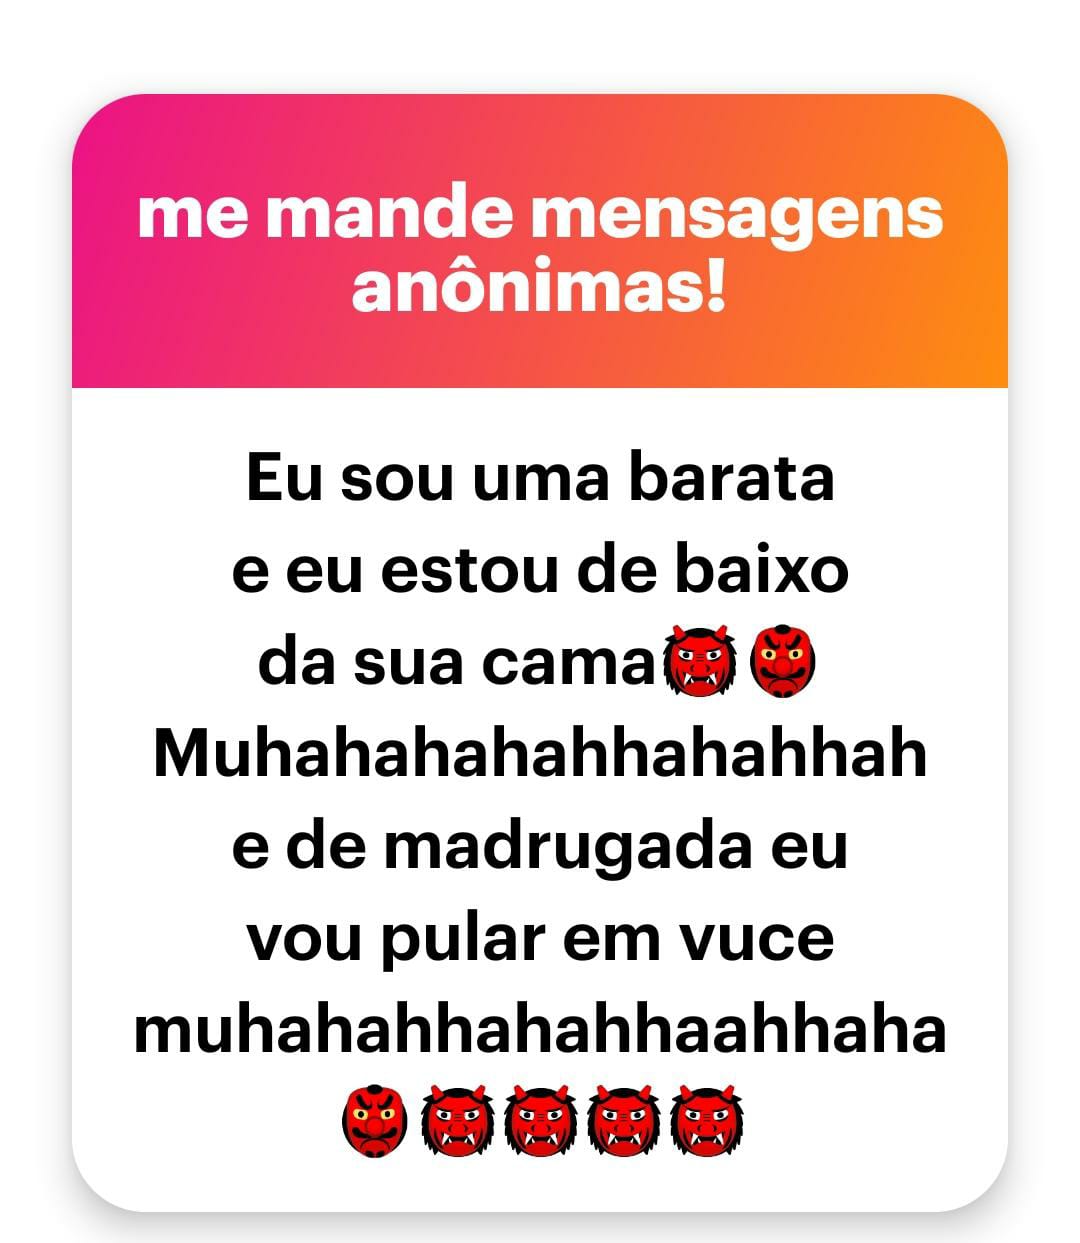 me mande mensagens
anônimas!
Eu sou uma barata
e eu estou de baixo
da sua cama👹👺
Muhahahahahhahahhah
e de madrugada eu
vou pular em vuce
muhahahhahahhaahhaha
👺👹👹👹👹